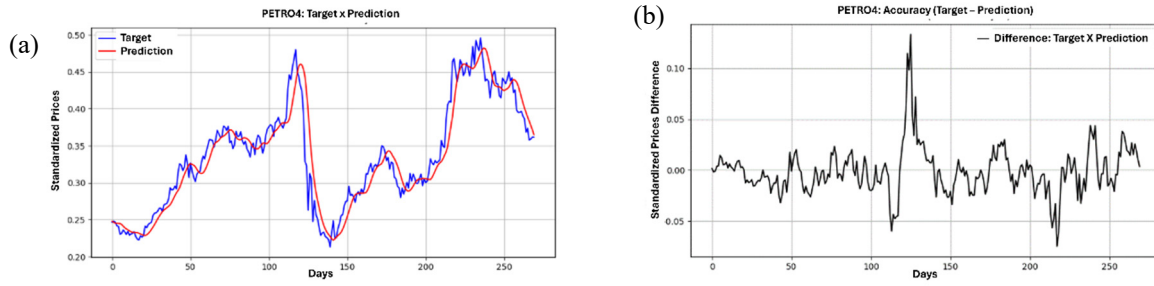 (a)
PETRO4: Target x Prediction
Target
Prediction
Standardized Prices
0.50
0.45
0.40
0.35
0.30
0.25
0.20
0
50
100
150
200
250
Days
(b)
PETRO4: Accuracy (Target – Prediction)
Difference: Target X Prediction
Standardized Prices Difference
0.10
0.05
0.00
0.05
0
50
100
150
200
250
Days